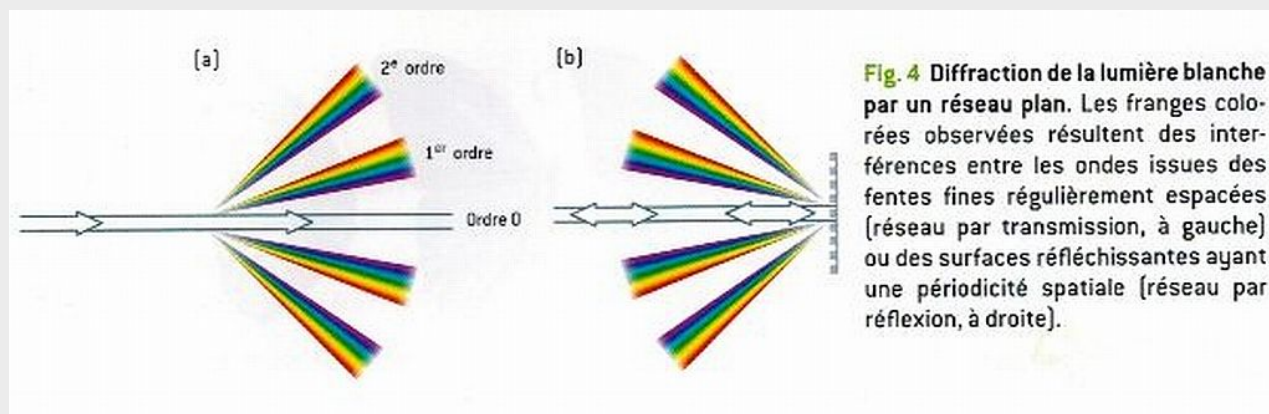 (a)
2e ordre
1er ordre
Ordre 0
(b)
Fig. 4 Diffraction de la lumière blanche
par un réseau plan. Les franges colo-
rées observées résultent des inter-
férences entre les ondes issues des
fentes fines régulièrement espacées
(réseau par transmission, à gauche)
ou des surfaces réfléchissantes ayant
une périodicité spatiale (réseau par
réflexion, à droite).